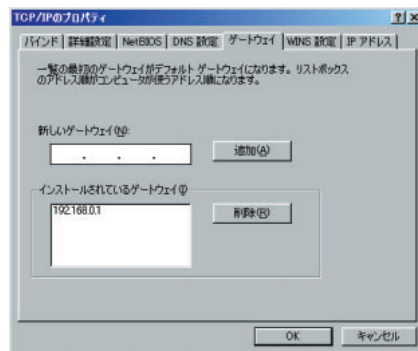 TCP/IPのプロパティ
バインド 詳細設定 NetBIOS DNS 設定 ゲートウェイ WINS 設定 IP アドレス
一覧の最初のゲートウェイがデフォルト ゲートウェイになります。リストボックス
のアドレス順がコンピュータが使うアドレス順になります。
新しいゲートウェイ(N):
. . .
追加(A)
インストールされているゲートウェイ(I)
192.168.0.1
削除(R)
OK キャンセル